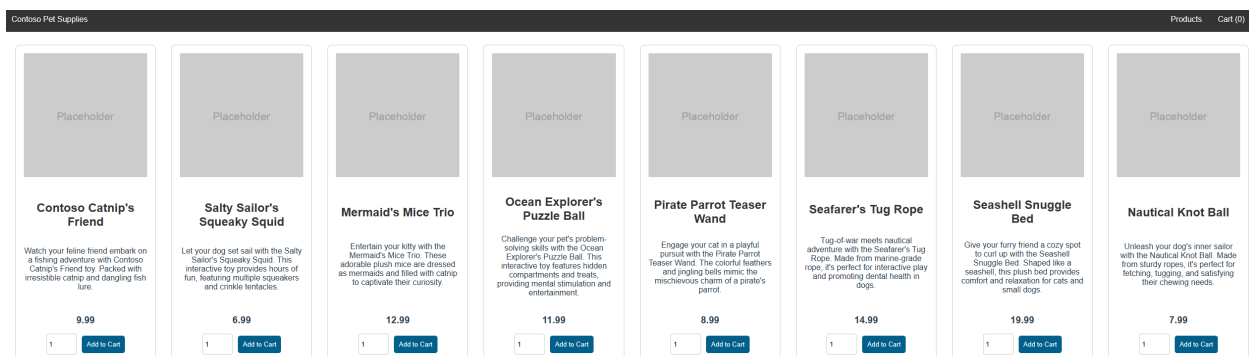 Contoso Pet Supplies
Products Cart (0)
Placeholder
Contoso Catnip's
Friend
Watch your feline friend embark on
a fishing adventure with Contoso
Catnip's Friend toy. Packed with
irresistible catnip and dangling fish
lure.
9.99
1 Add to Cart
Placeholder
Salty Sailor's
Squeaky Squid
Let your dog set sail with the Salty
Sailor's Squeaky Squid. This
interactive toy provides hours of
fun, featuring multiple squeakers
and crinkle tentacles.
6.99
1 Add to Cart
Placeholder
Mermaid's Mice Trio
Entertain your kitty with the
Mermaid's Mice Trio. These
adorable plush mice are dressed
as mermaids and filled with catnip
to captivate their curiosity.
12.99
1 Add to Cart
Placeholder
Ocean Explorer's
Puzzle Ball
Challenge your pet's problem-
solving skills with the Ocean
Explorer's Puzzle Ball. This
interactive toy features hidden
compartments and treats,
providing mental stimulation and
entertainment.
11.99
1 Add to Cart
Placeholder
Pirate Parrot Teaser
Wand
Engage your cat in a playful
pursuit with the Pirate Parrot
Teaser Wand. The colorful feathers
and jingling bells mimic the
mischievous charm of a pirate's
parrot.
8.99
1 Add to Cart
Placeholder
Seafarer's Tug Rope
Tug-of-war meets nautical
adventure with the Seafarer's Tug
Rope. Made from marine-grade
rope, it's perfect for interactive play
and promoting dental health in
dogs.
14.99
1 Add to Cart
Placeholder
Seashell Snuggle
Bed
Give your furry friend a cozy spot
to curl up with the Seashell
Snuggle Bed. Shaped like a
seashell, this plush bed provides
comfort and relaxation for cats and
small dogs.
19.99
1 Add to Cart
Placeholder
Nautical Knot Ball
Unleash your dog's inner sailor
with the Nautical Knot Ball. Made
from sturdy ropes, it's perfect for
fetching, tugging, and satisfying
their chewing needs.
7.99
1 Add to Cart